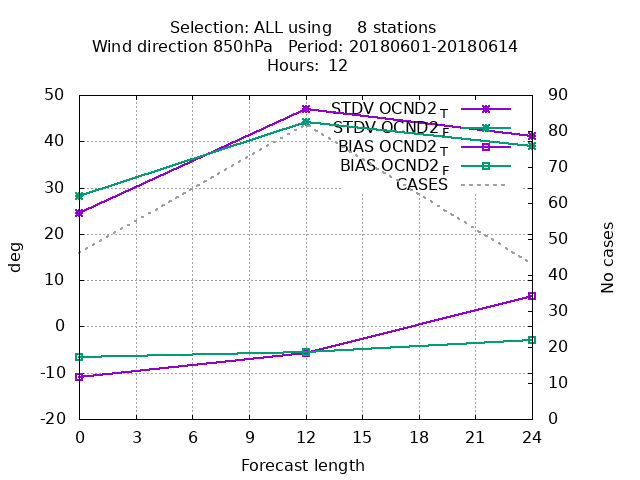 Selection: ALL using 8 stations
Wind direction 850hPa Period: 20180601-20180614
Hours: 12
50 90
STDV OCND2 T
80
STDV OCND2 F
40
BIAS OCND2 T
70
BIAS OCND2 F
30 CASES
60
20
50
deg
No cases
10 40
30
0
20
-10
10
-20 0
0 3 6 9 12 15 18 21 24
Forecast length